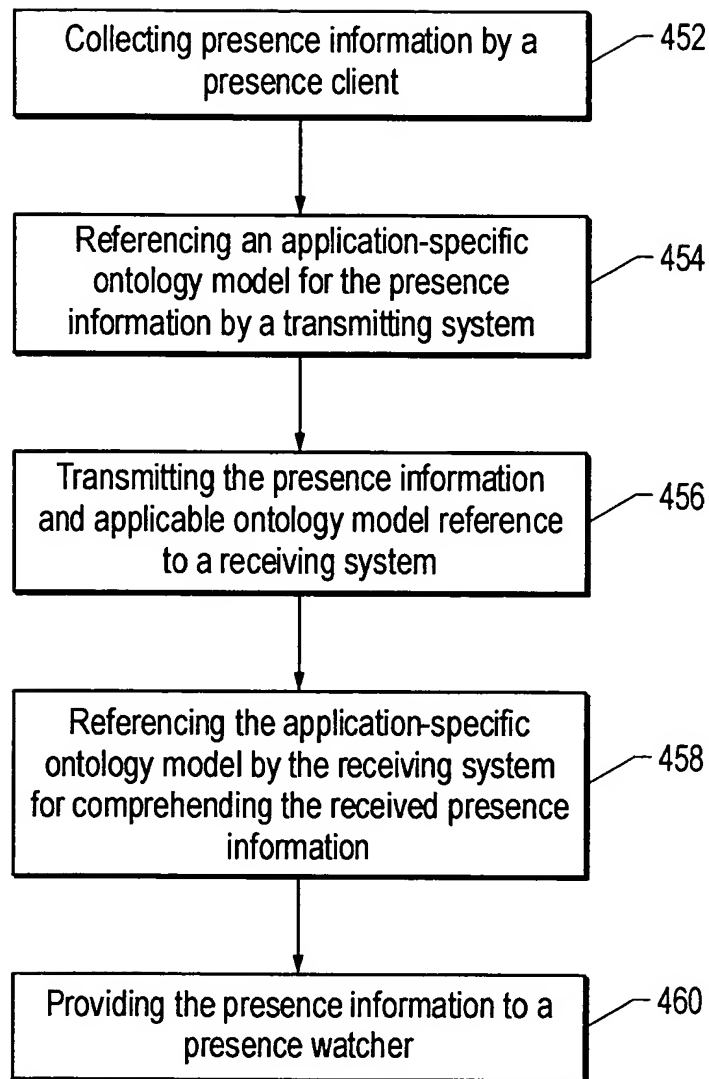 Collecting presence information by a
presence client
452
Referencing an application-specific
ontology model for the presence
information by a transmitting system
454
Transmitting the presence information
and applicable ontology model reference
to a receiving system
456
Referencing the application-specific
ontology model by the receiving system
for comprehending the received presence
information
458
Providing the presence information to a
presence watcher
460